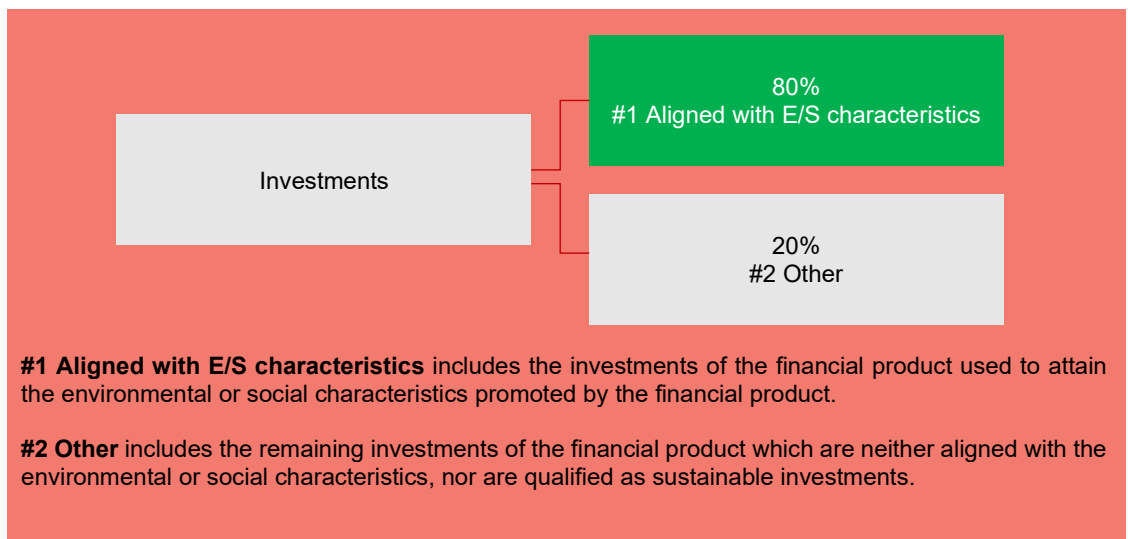 80%
#1 Aligned with E/S characteristics
Investments
20%
#2 Other
#1 Aligned with E/S characteristics includes the investments of the financial product used to attain
the environmental or social characteristics promoted by the financial product.
#2 Other includes the remaining investments of the financial product which are neither aligned with the
environmental or social characteristics, nor are qualified as sustainable investments.